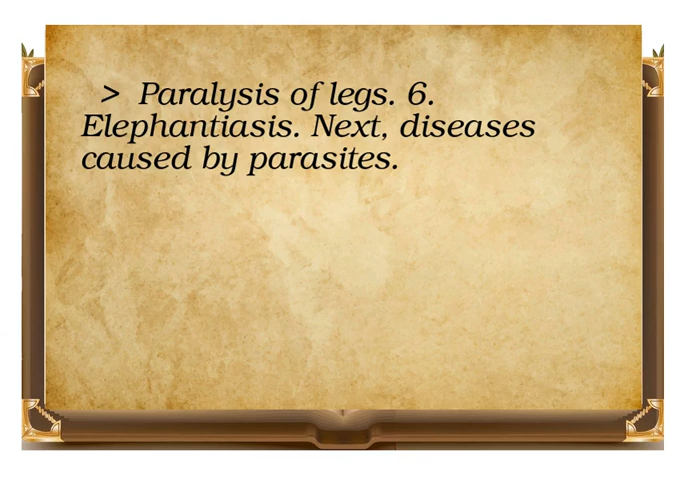 > Paralysis of legs. 6.
Elephantiasis. Next, diseases
caused by parasites.